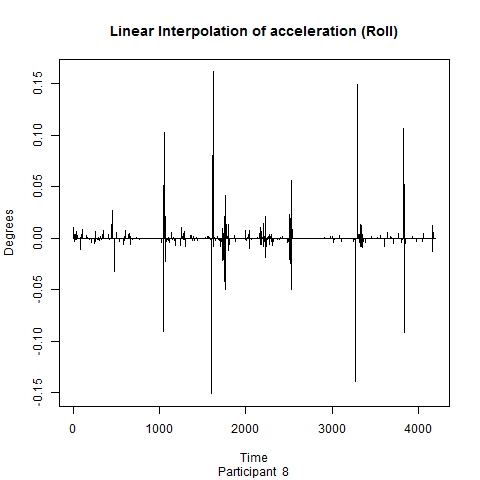 Linear Interpolation of acceleration (Roll)
0.15
0.10
0.05
0.00
-0.05
-0.10
-0.15
Degrees
0 1000 2000 3000 4000
Time
Participant 8